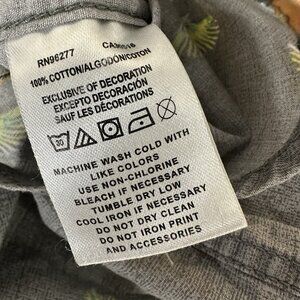 RN96277
100% COTTON/ALGODÓN/COTON
EXCLUSIVE OF DECORATION
EXCEPTO DECORACIÓN
SAUF LES DÉCORATIONS
30
MACHINE WASH COLD WITH
LIKE COLORS
USE NON-CHLORINE
BLEACH IF NECESSARY
TUMBLE DRY LOW
COOL IRON IF NECESSARY
DO NOT DRY CLEAN
DO NOT IRON PRINT
AND ACCESSORIES